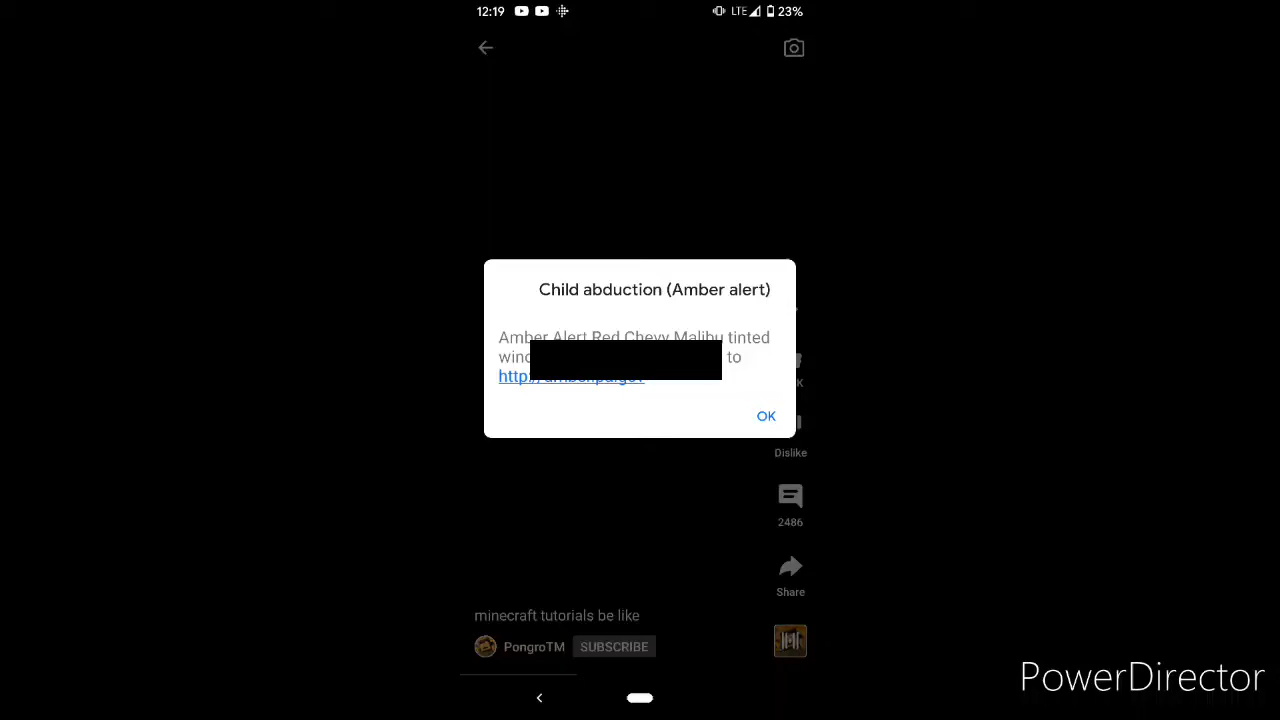 12:19 LTE 23%
Child abduction (Amber alert)
Amber Alert Red Chevy Malibu tinted
to
OK
K
Dislike
2486
Share
minecraft tutorials be like
PongroTM SUBSCRIBE
PowerDirector